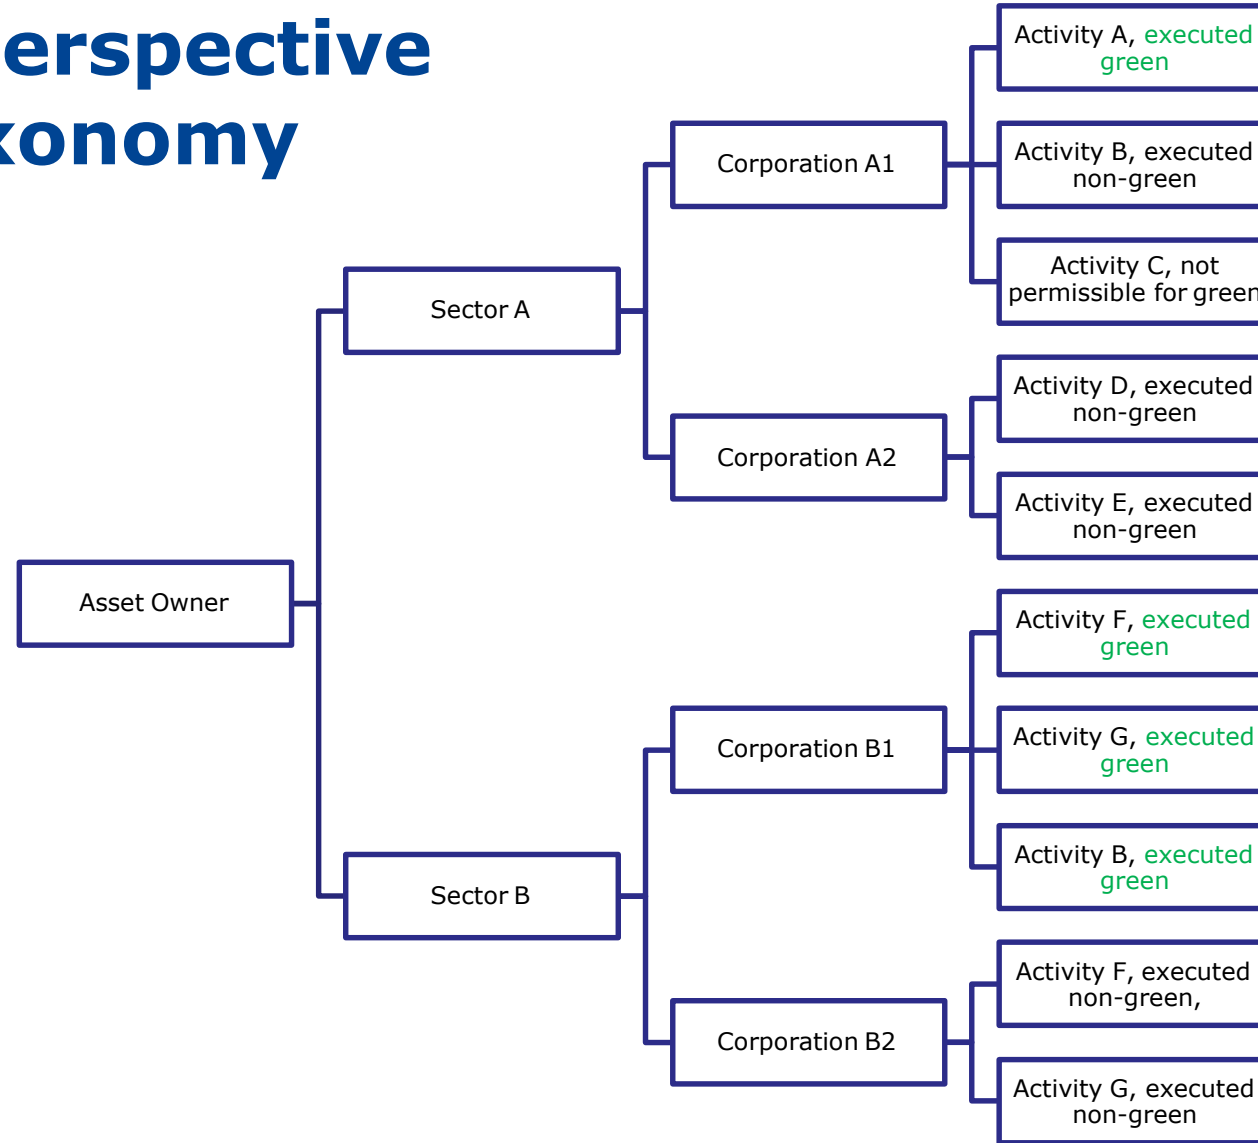 erspective
xonomy
Activity A, executed
green
Corporation A1
Activity B, executed
non-green
Activity C, not
permissible for green
Sector A
Activity D, executed
non-green
Corporation A2
Activity E, executed
non-green
Asset Owner
Activity F, executed
green
Corporation B1
Activity G, executed
green
Activity B, executed
green
Sector B
Activity F, executed
non-green,
Corporation B2
Activity G, executed
non-green